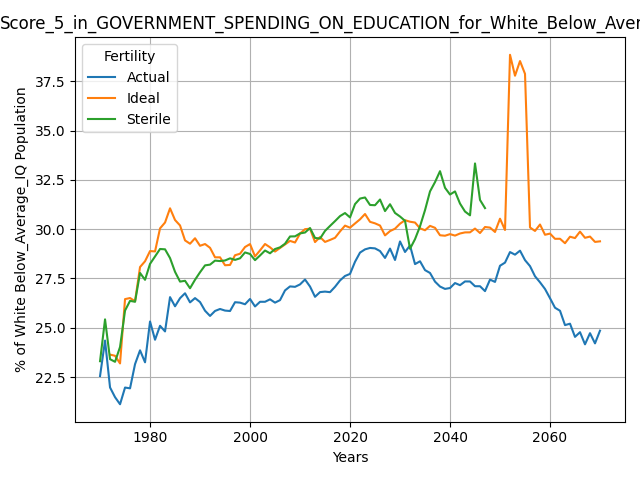 Score_5_in_GOVERNMENT_SPENDING_ON_EDUCATION_for_White_Below_Aver
Fertility
Actual
Ideal
Sterile
% of White Below_Average_IQ Population
37.5
35.0
32.5
30.0
27.5
25.0
22.5
1980
2000
2020
2040
2060
Years